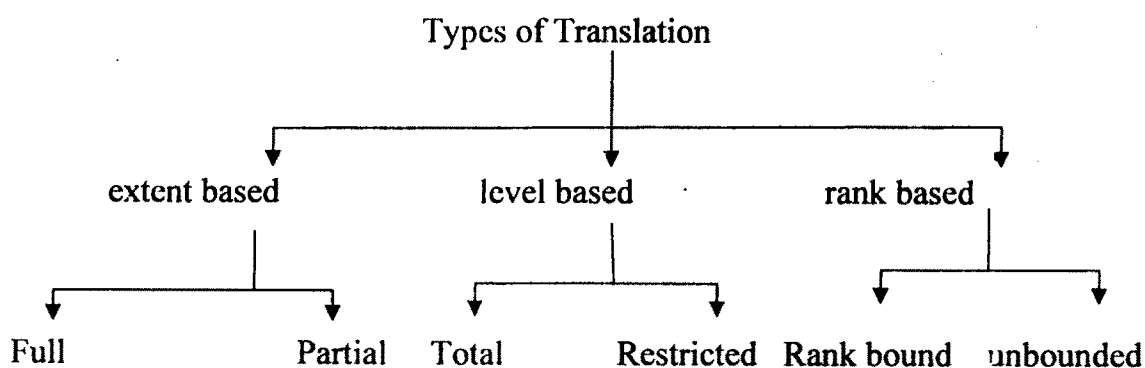 Types of Translation
extent based level based rank based
Full Partial Total Restricted Rank bound unbounded